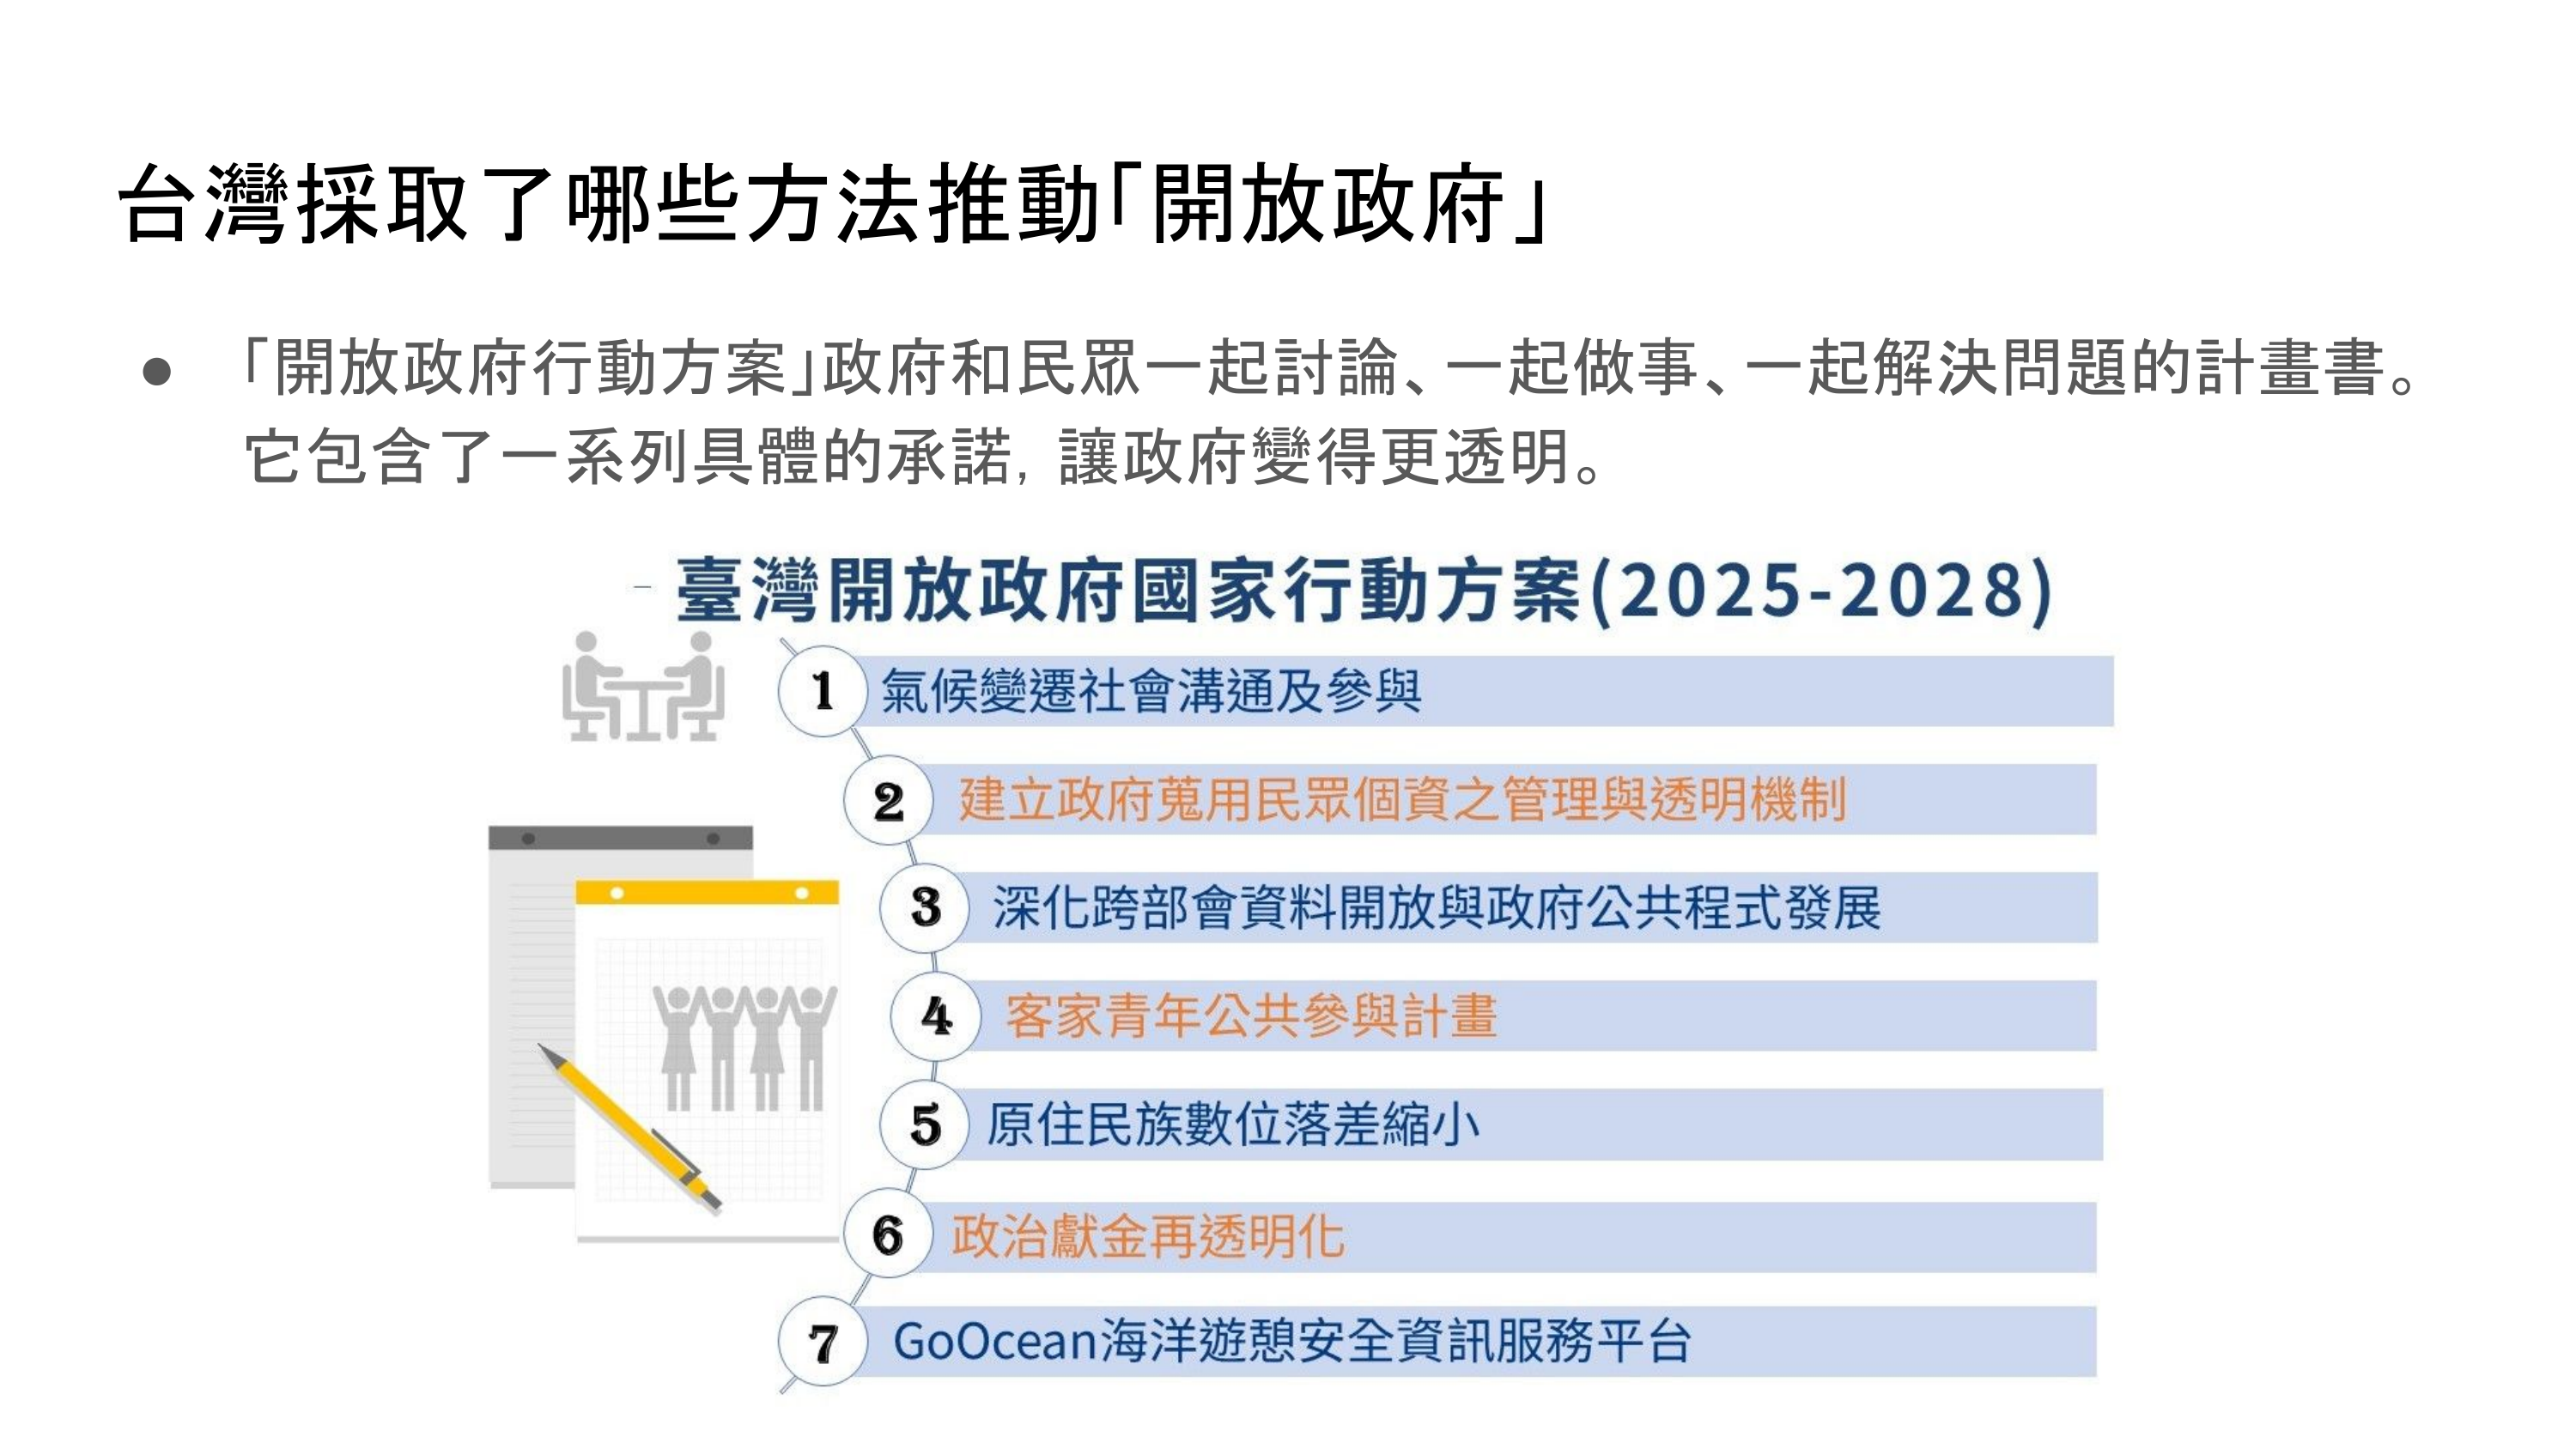 台灣採取了哪些方法推動「開放政府」
● 「開放政府行動方案」政府和民眾一起討論、一起做事、一起解決問題的計畫書。
它包含了一系列具體的承諾, 讓政府變得更透明。
臺灣開放政府國家行動方案(2025-2028)
1 氣候變遷社會溝通及參與
2 建立政府蒐用民眾個資之管理與透明機制
3 深化跨部會資料開放與政府公共程式發展
4 客家青年公共參與計畫
5 原住民族數位落差縮小
6 政治獻金再透明化
7 GoOcean海洋遊憩安全資訊服務平台